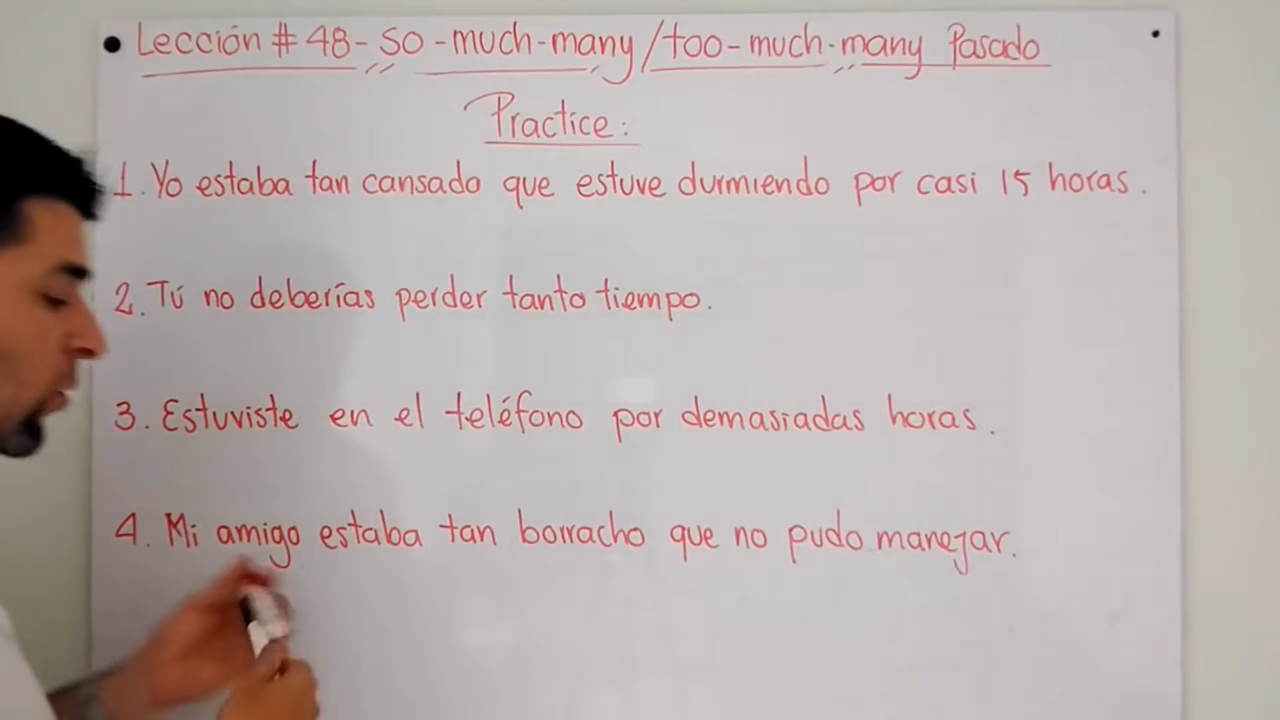 • Lección # 48- so-much-many/too-much-many Pasado
Practice:
1. Yo estaba tan cansado que estuve durmiendo por casi 15 horas.
2. Tú no deberías perder tanto tiempo.
3. Estuviste en el teléfono por demasiadas horas.
4. Mi amigo estaba tan borracho que no pudo manejar.